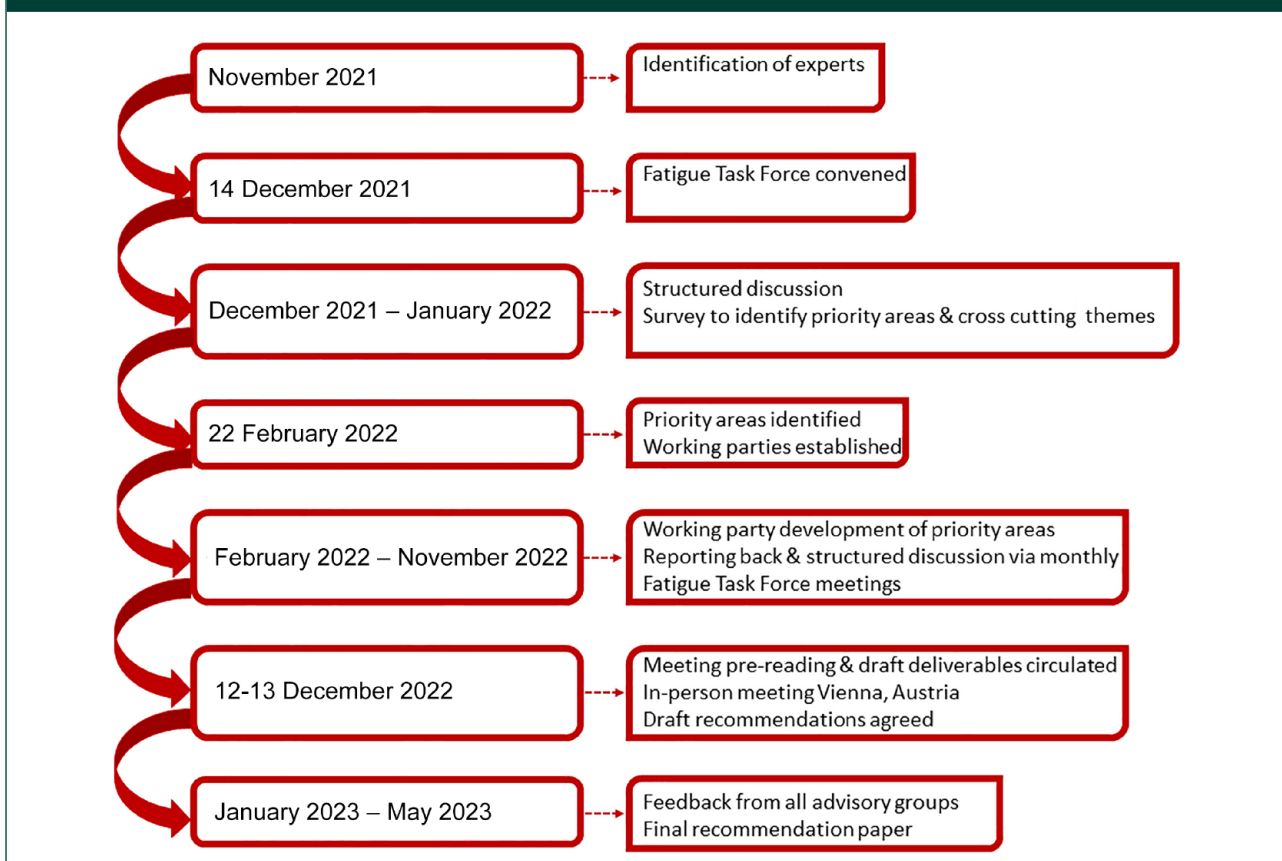 November 2021
Identification of experts
14 December 2021
Fatigue Task Force convened
December 2021 – January 2022
Structured discussion
Survey to identify priority areas & cross cutting themes
22 February 2022
Priority areas identified
Working parties established
February 2022 – November 2022
Working party development of priority areas
Reporting back & structured discussion via monthly
Fatigue Task Force meetings
12-13 December 2022
Meeting pre-reading & draft deliverables circulated
In-person meeting Vienna, Austria
Draft recommendations agreed
January 2023 – May 2023
Feedback from all advisory groups
Final recommendation paper